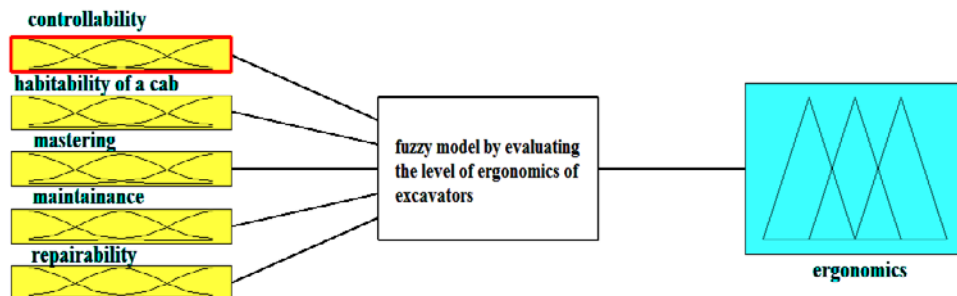 controllability
habitability of a cab
mastering
maintainance
repairability
fuzzy model by evaluating
the level of ergonomics of
excavators
ergonomics